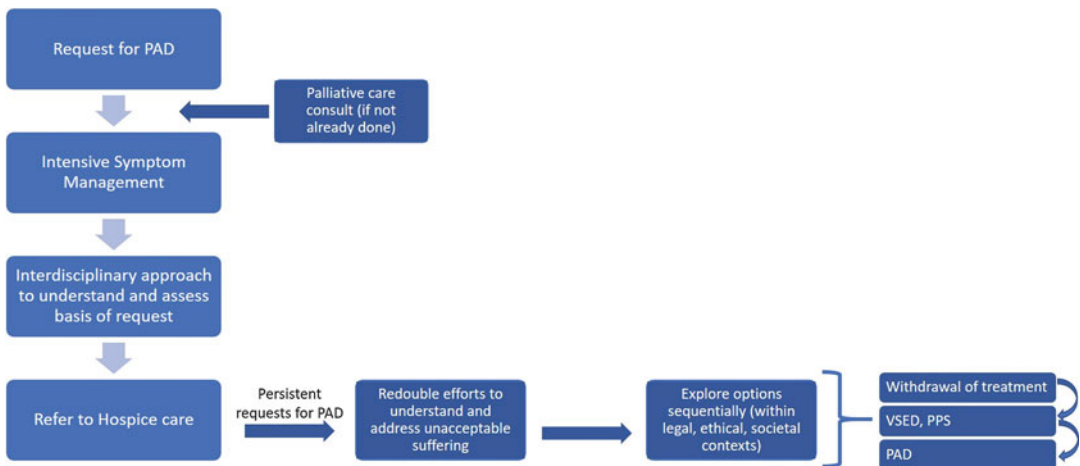 Request for PAD
Palliative care
consult (if not
already done)
Intensive Symptom
Management
Interdisciplinary approach
to understand and assess
basis of request
Refer to Hospice care
Persistent
requests for PAD
Redouble efforts to
understand and
address unacceptable
suffering
Explore options
sequentially (within
legal, ethical, societal
contexts)
Withdrawal of treatment
VSED, PPS
PAD